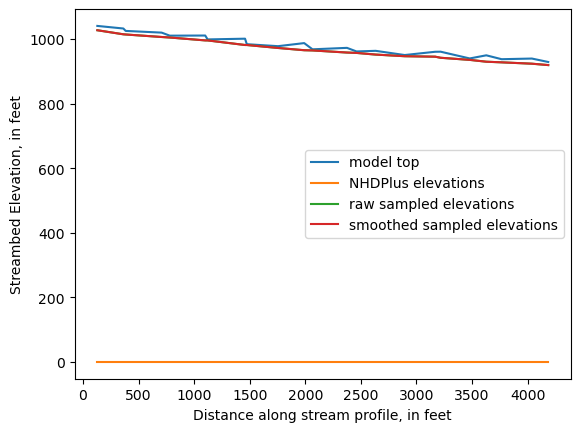 1000
800
600
400
200
0
Streambed Elevation, in feet
model top
NHDPlus elevations
raw sampled elevations
smoothed sampled elevations
0 500 1000 1500 2000 2500 3000 3500 4000
Distance along stream profile, in feet